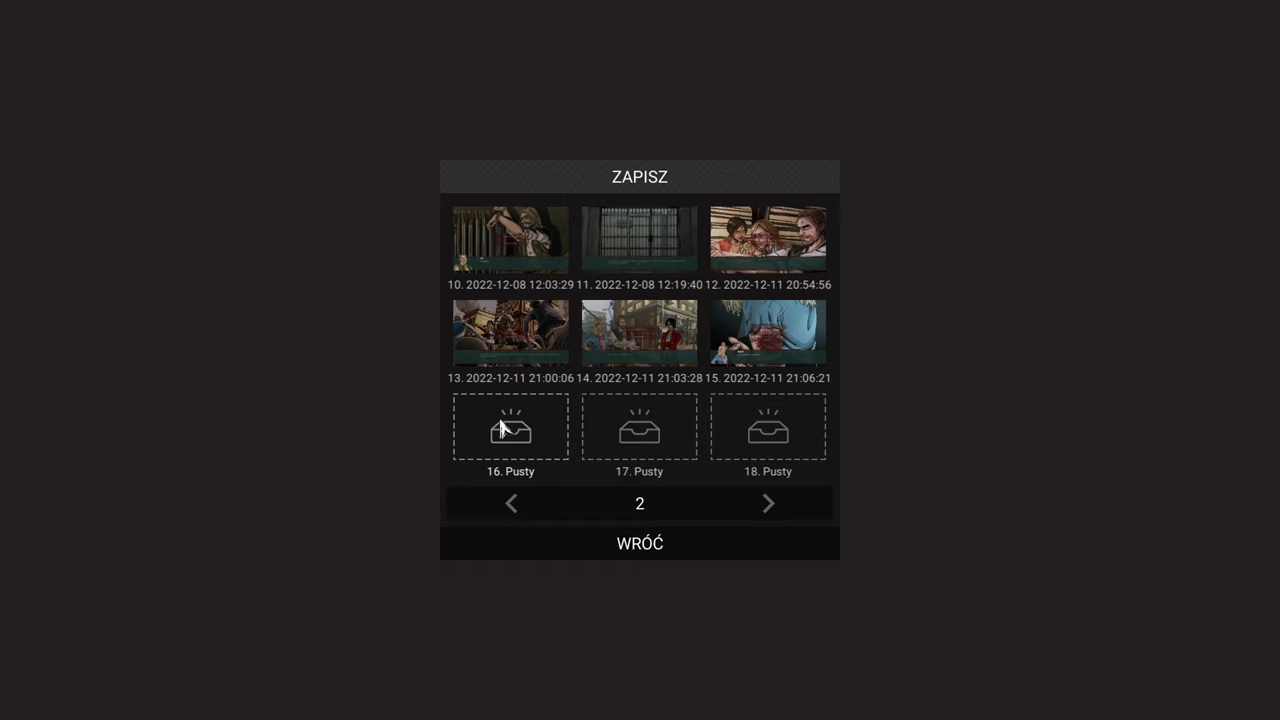 ZAPISZ
10. 2022-12-08 12:03:29 11. 2022-12-08 12:19:40 12. 2022-12-11 20:54:56
13. 2022-12-11 21:00:06 14. 2022-12-11 21:03:28 15. 2022-12-11 21:06:21
16. Pusty 17. Pusty 18. Pusty
2
WRÓĆ